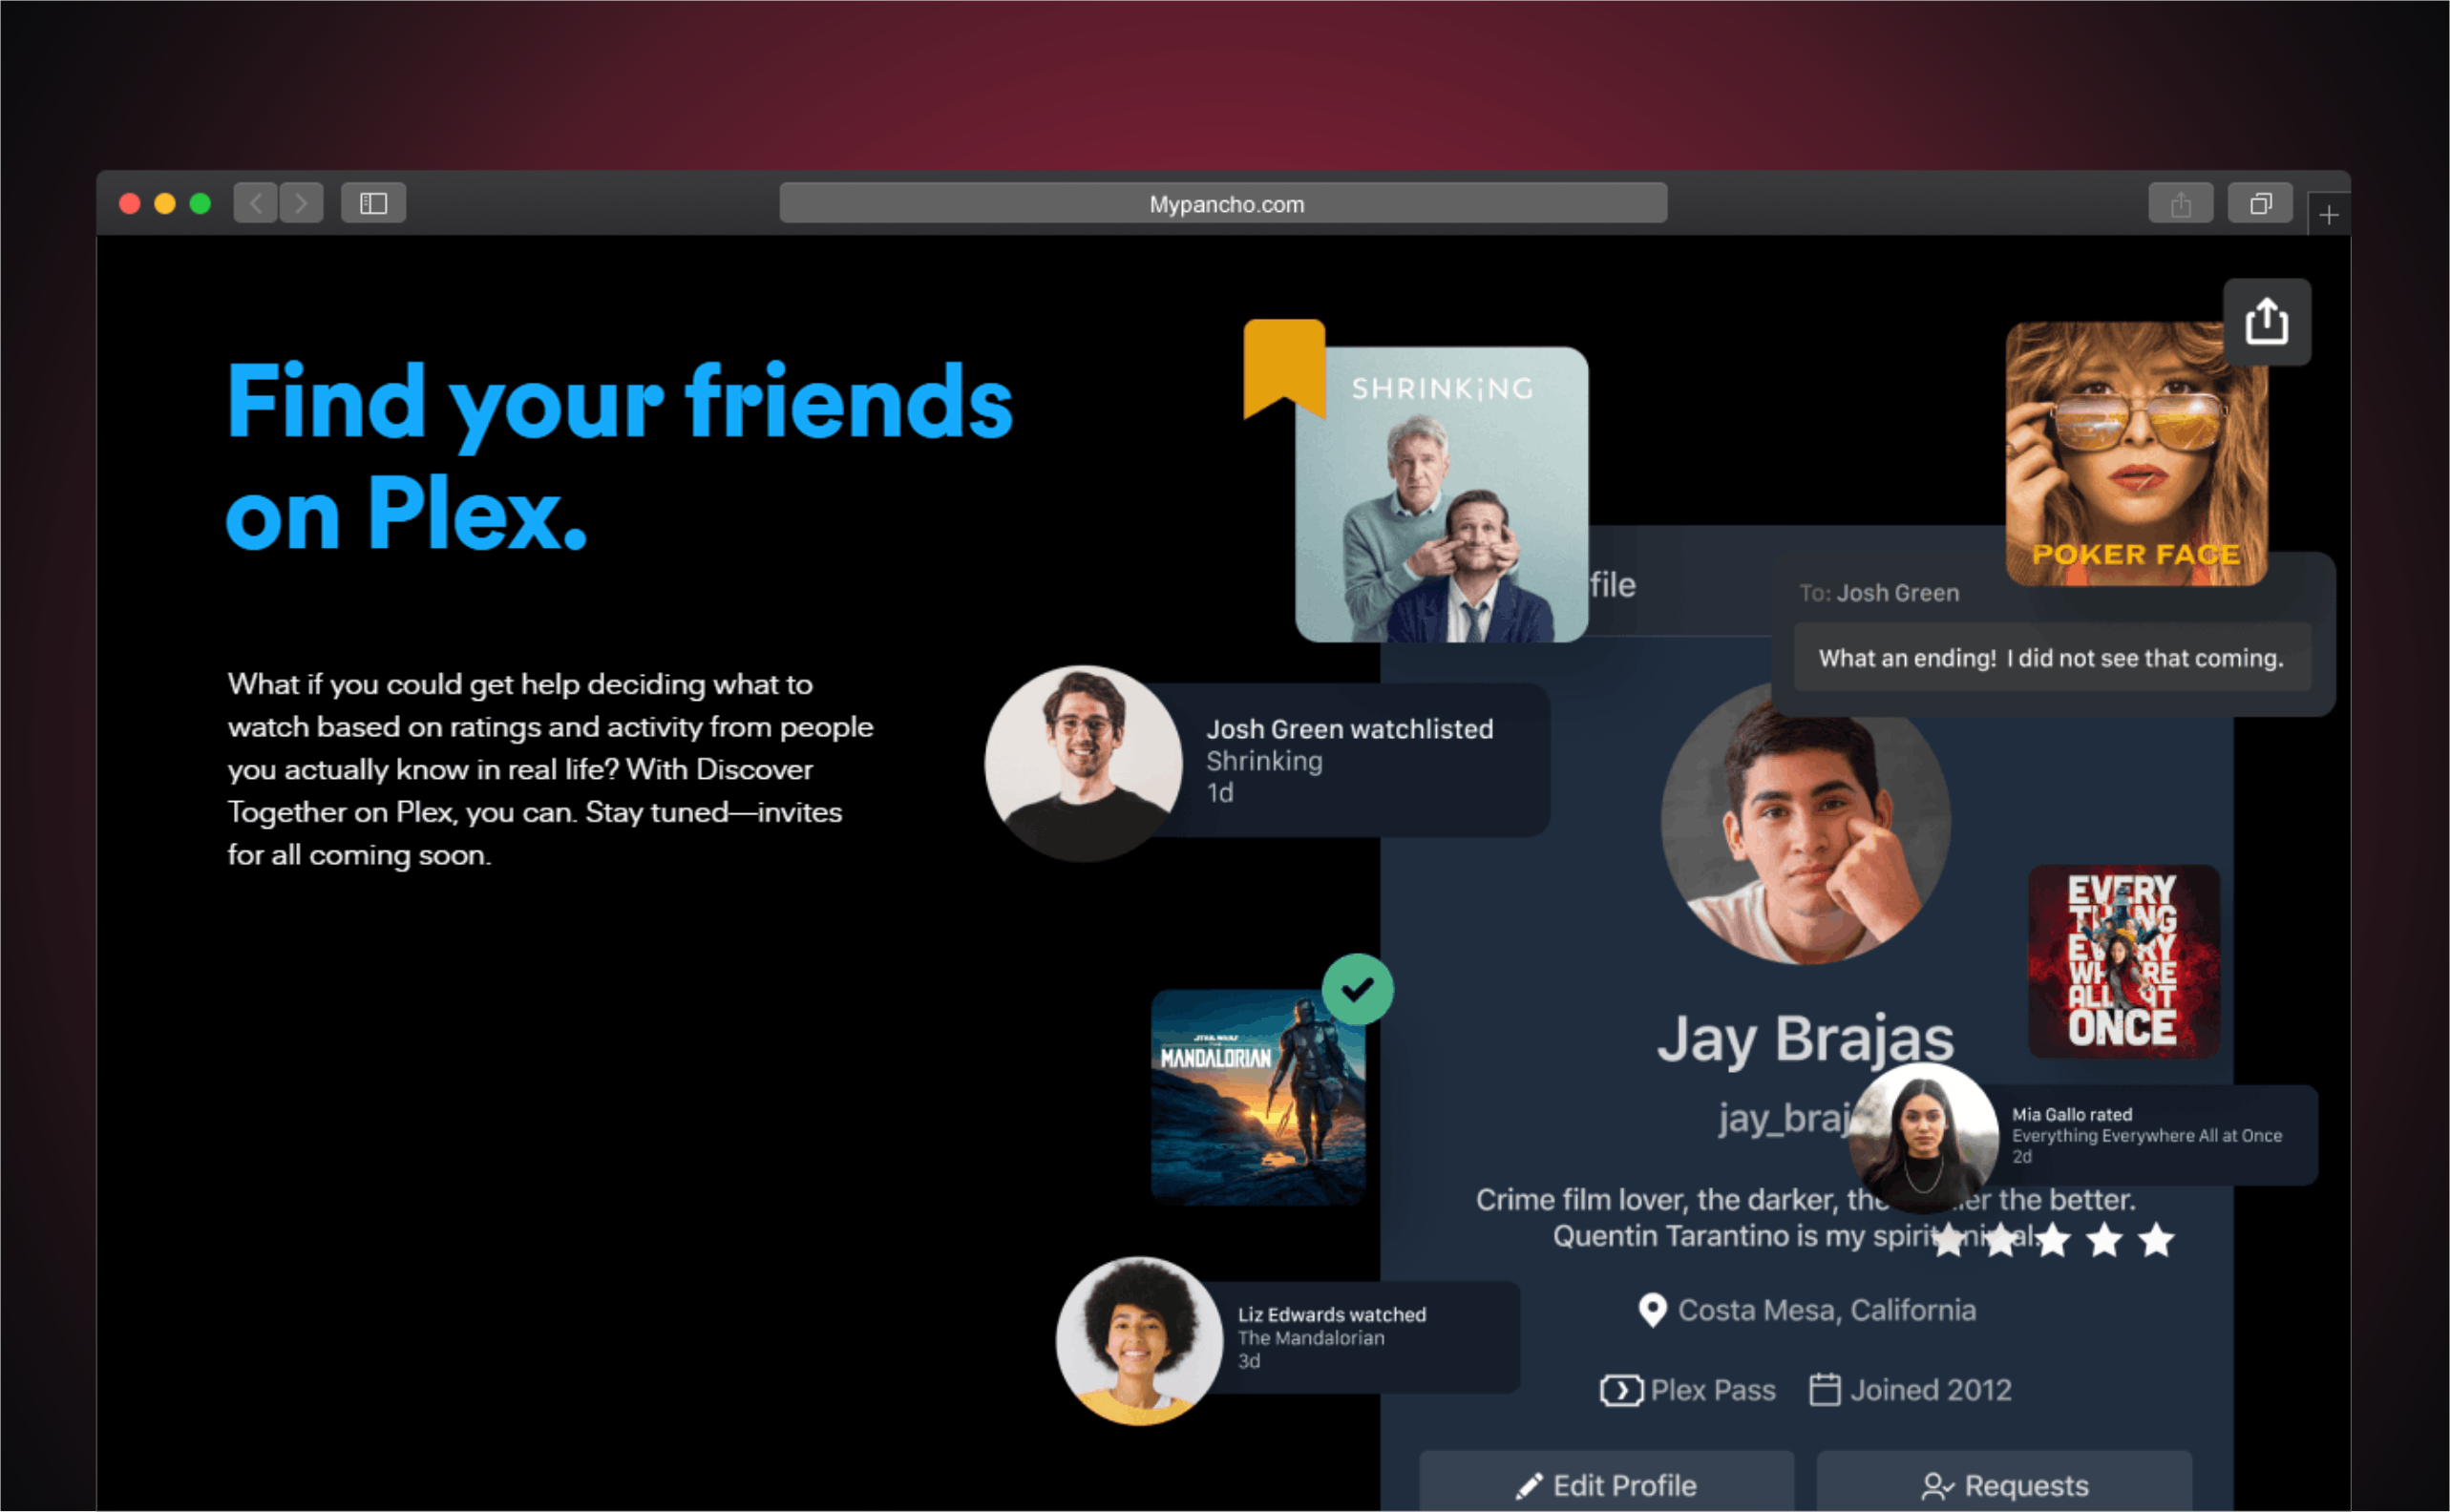 Mypancho.com
Find your friends
on Plex.
What if you could get help deciding what to
watch based on ratings and activity from people
you actually know in real life? With Discover
Together on Plex, you can. Stay tuned—invites
for all coming soon.
SHRINKiNG
POKER FACE
file
To: Josh Green
What an ending! I did not see that coming.
Josh Green watchlisted
Shrinking
1d
EVERY
THING
EVERY
WHERE
ALL AT
ONCE
STAR WARS
MANDALORIAN
Jay Brajas
jay_braj
Mia Gallo rated
Everything Everywhere All at Once
2d
Crime film lover, the darker, the er the better.
Quentin Tarantino is my spirit animal.
Liz Edwards watched
The Mandalorian
3d
Costa Mesa, California
Plex Pass
Joined 2012
Edit Profile
Requests